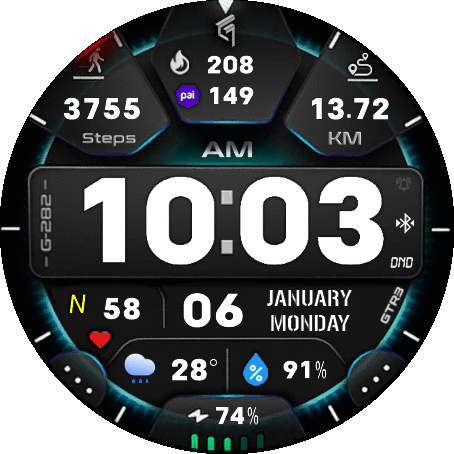 208
pai 149
3755
Steps
13.72
KM
AM
G-282
10:03
DND
N 58
06
JANUARY
MONDAY
GTR3
28°
91%
74%